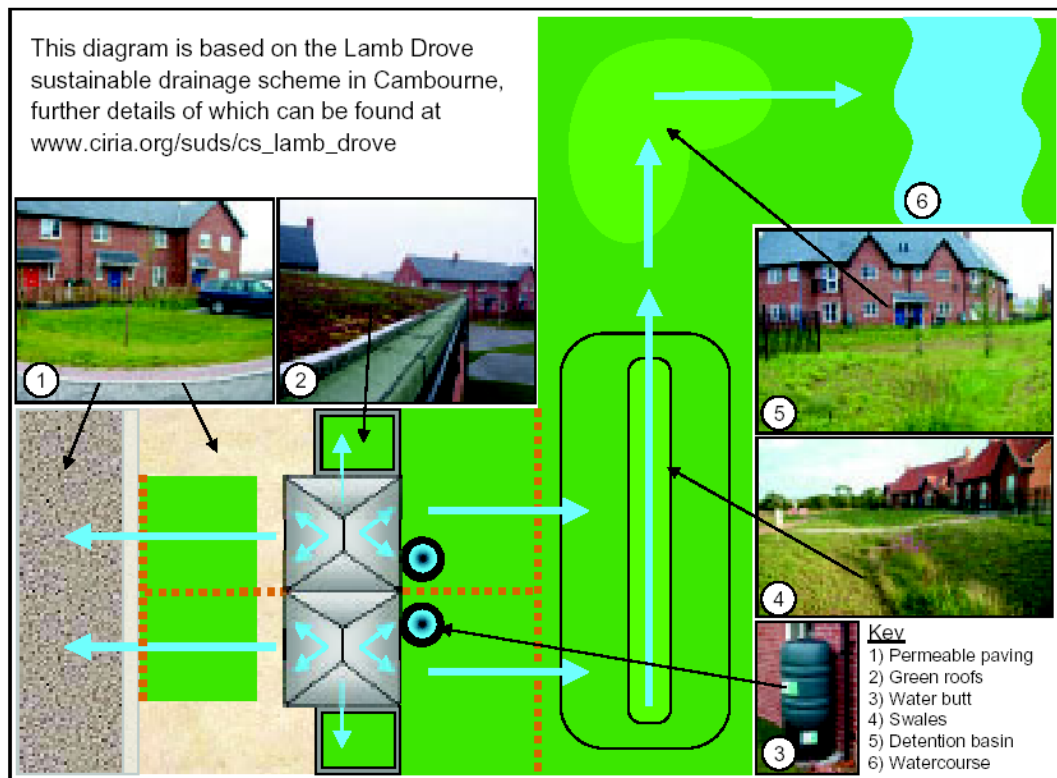 This diagram is based on the Lamb Drove
sustainable drainage scheme in Cambourne,
further details of which can be found at
www.ciria.org/suds/cs_lamb_drove
1
2
6
5
4
3
Key
1) Permeable paving
2) Green roofs
3) Water butt
4) Swales
5) Detention basin
6) Watercourse